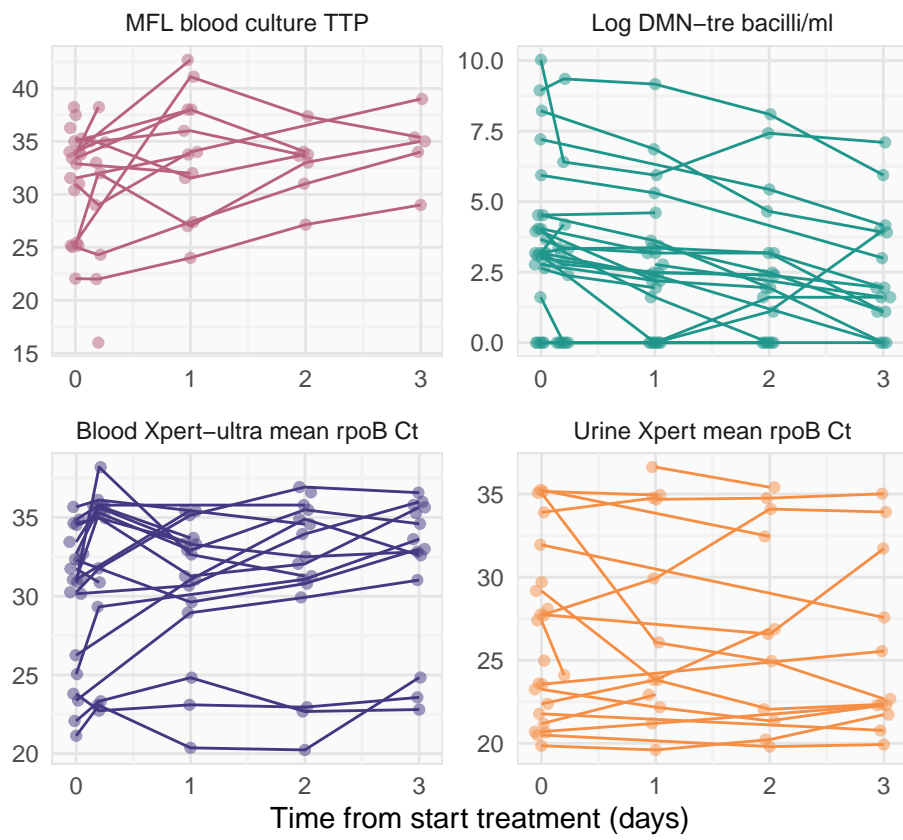 MFL blood culture TTP
Log DMN−tre bacilli/ml
40
35
30
25
20
15
0 1 2 3
10.0
7.5
5.0
2.5
0.0
0 1 2 3
Blood Xpert−ultra mean rpoB Ct
Urine Xpert mean rpoB Ct
35
30
25
20
0 1 2 3
35
30
25
20
0 1 2 3
Time from start treatment (days)